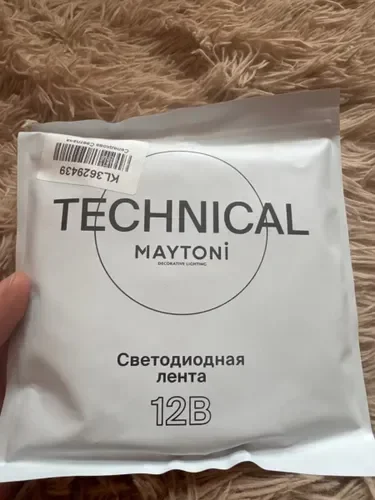 KL3629439
TECHNICAL
MAYTONi
DECORATIVE LIGHTING
Светодиодная
лента
12В